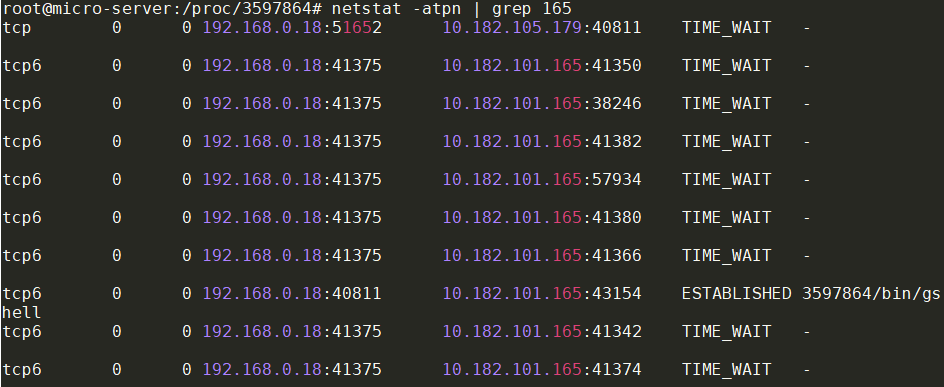 root@micro-server:/proc/3597864# netstat -atpn | grep 165
tcp 0 0 192.168.0.18:51652 10.182.105.179:40811 TIME_WAIT -
tcp6 0 0 192.168.0.18:41375 10.182.101.165:41350 TIME_WAIT -
tcp6 0 0 192.168.0.18:41375 10.182.101.165:38246 TIME_WAIT -
tcp6 0 0 192.168.0.18:41375 10.182.101.165:41382 TIME_WAIT -
tcp6 0 0 192.168.0.18:41375 10.182.101.165:57934 TIME_WAIT -
tcp6 0 0 192.168.0.18:41375 10.182.101.165:41380 TIME_WAIT -
tcp6 0 0 192.168.0.18:41375 10.182.101.165:41366 TIME_WAIT -
tcp6 0 0 192.168.0.18:40811 10.182.101.165:43154 ESTABLISHED 3597864/bin/gs
hell
tcp6 0 0 192.168.0.18:41375 10.182.101.165:41342 TIME_WAIT -
tcp6 0 0 192.168.0.18:41375 10.182.101.165:41374 TIME_WAIT -